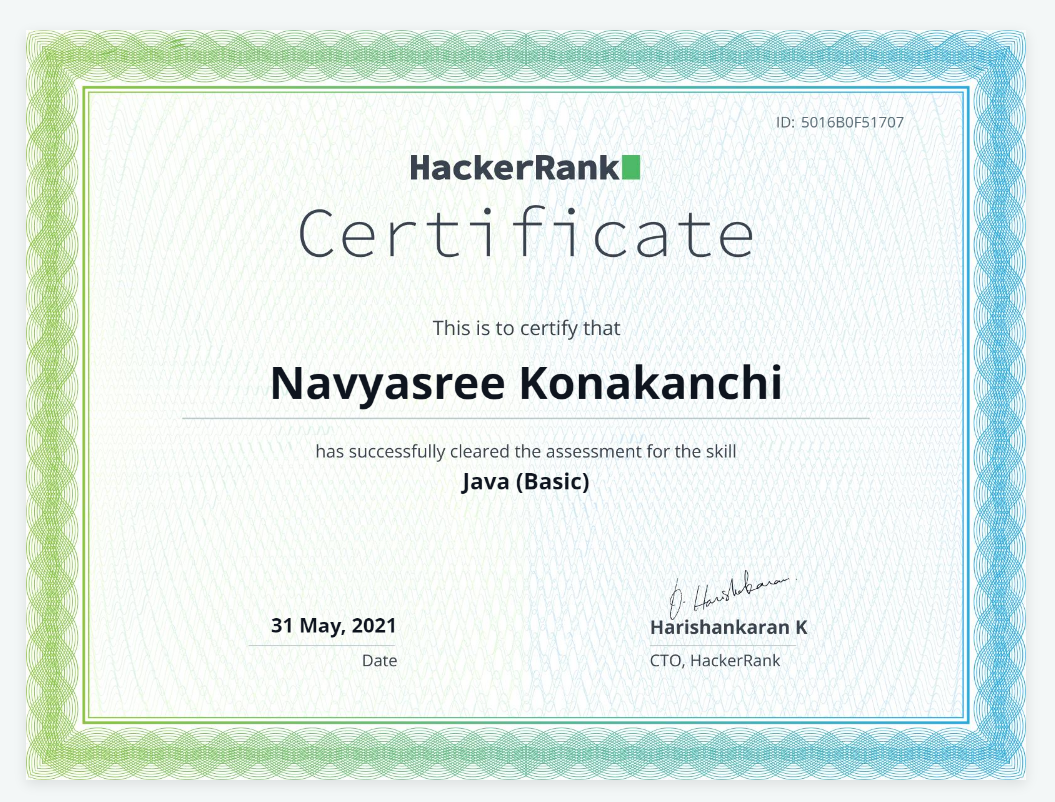 ID: 5016B0F51707
HackerRank
Certificate
This is to certify that
Navyasree Konakanchi
has successfully cleared the assessment for the skill
Java (Basic)
31 May, 2021
Date
Harishankaran K
CTO, HackerRank